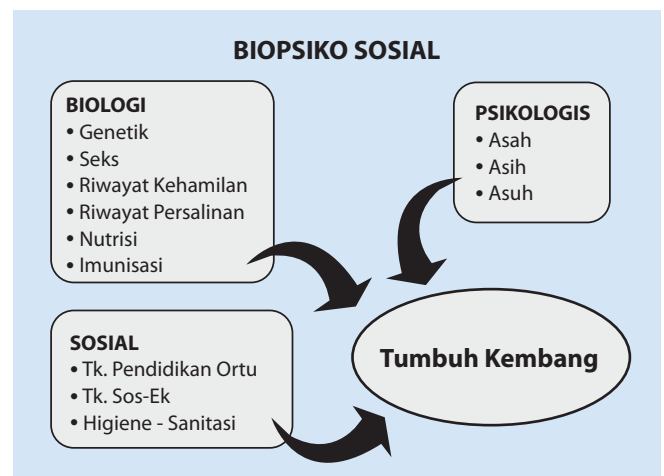 BIOPSIKO SOSIAL
BIOLOGI
• Genetik
• Seks
• Riwayat Kehamilan
• Riwayat Persalinan
• Nutrisi
• Imunisasi
PSIKOLOGIS
• Asah
• Asih
• Asuh
SOSIAL
• Tk. Pendidikan Ortu
• Tk. Sos-Ek
• Higiene - Sanitasi
Tumbuh Kembang